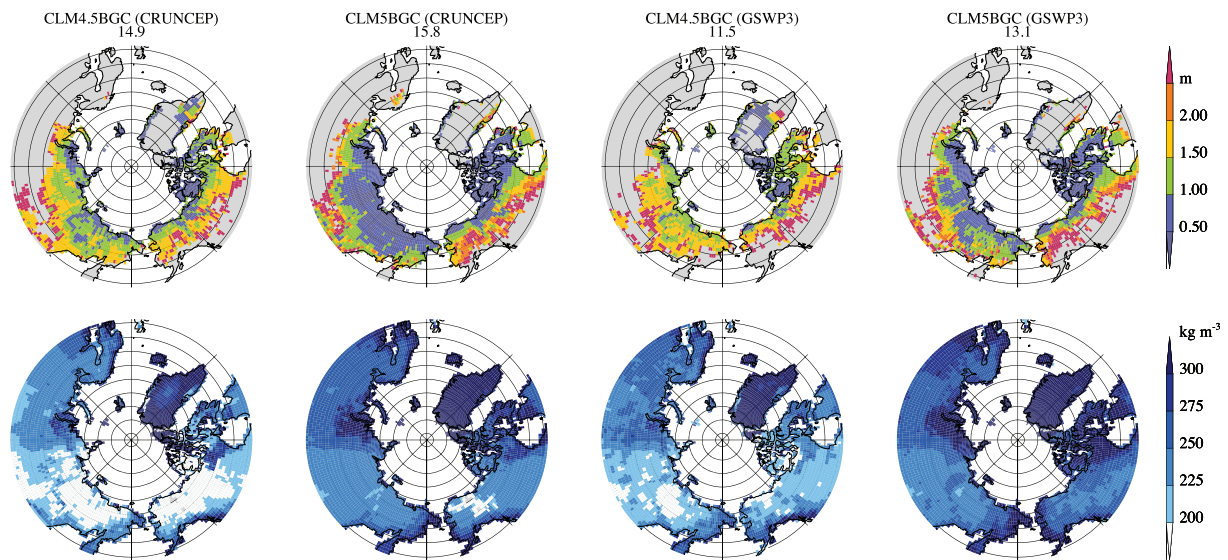 CLM4.5BGC (CRUNCEP)
14.9
CLM5BGC (CRUNCEP)
15.8
CLM4.5BGC (GSWP3)
11.5
CLM5BGC (GSWP3)
13.1
m
2.00
1.50
1.00
0.50
kg m⁻³
300
275
250
225
200